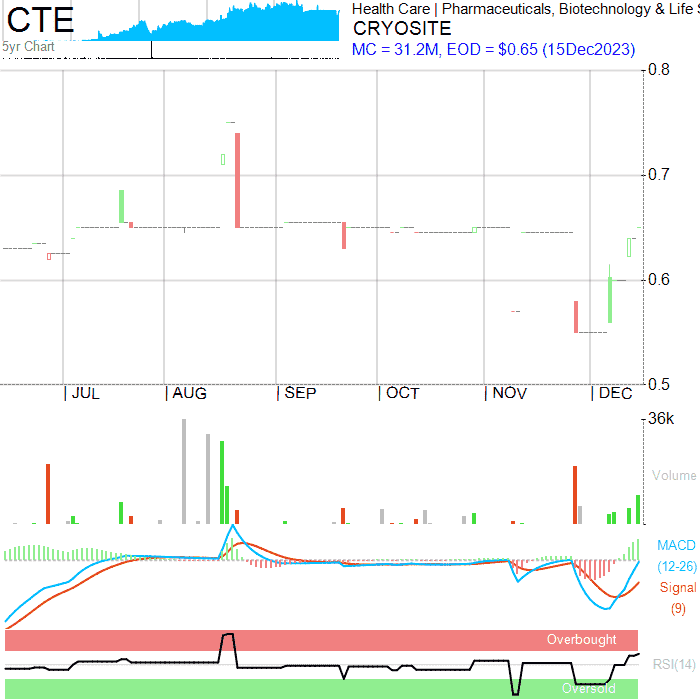 CTE
5yr Chart
Health Care | Pharmaceuticals, Biotechnology & Life S
CRYOSITE
MC = 31.2M, EOD = $0.65 (15Dec2023)
0.8
0.7
0.6
0.5
| JUL | AUG | SEP | OCT | NOV | DEC
36k
Volume
MACD
(12-26)
Signal
(9)
Overbought
RSI(14)
Oversold